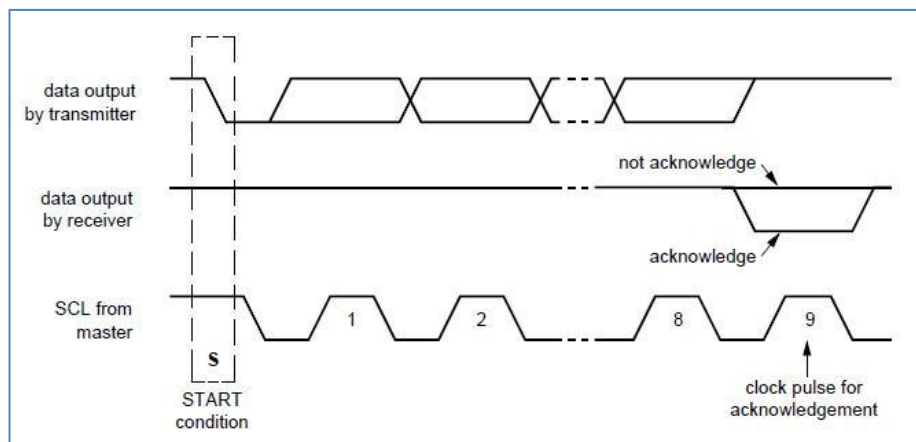 data output
by transmitter
not acknowledge
data output
by receiver
acknowledge
SCL from
master
1
2
8
9
S
START
condition
clock pulse for
acknowledgement